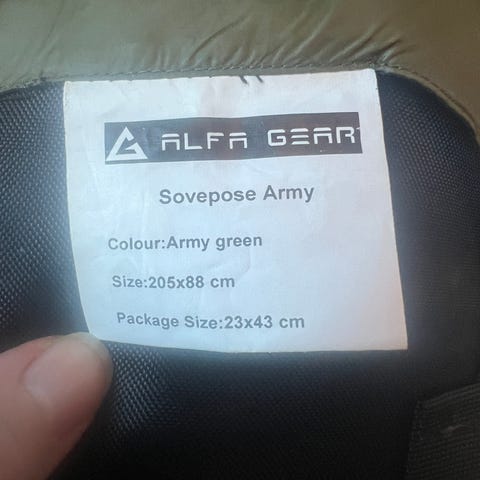 ALFA GEAR
Sovepose Army
Colour:Army green
Size:205x88 cm
Package Size:23x43 cm